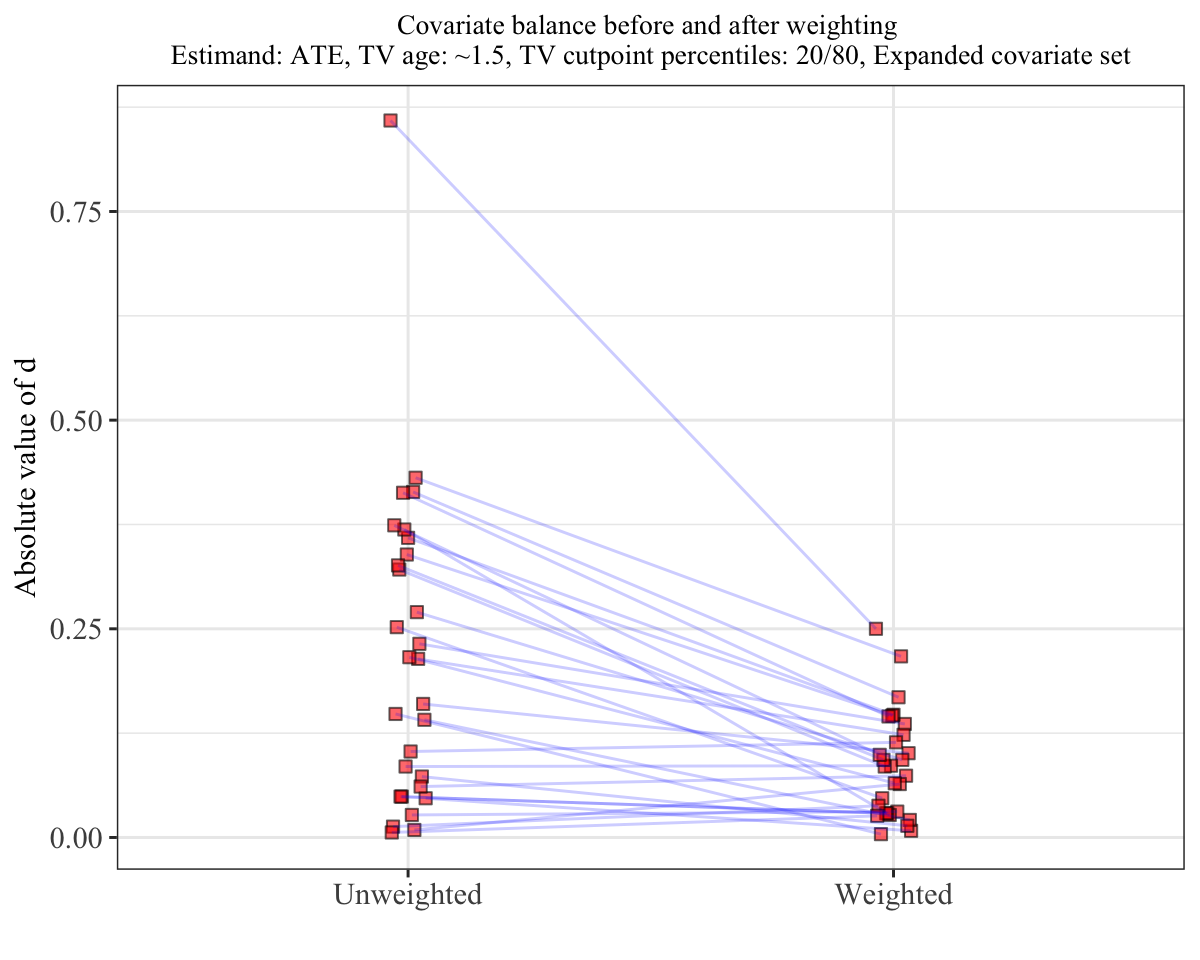 Covariate balance before and after weighting
Estimand: ATE, TV age: ~1.5, TV cutpoint percentiles: 20/80, Expanded covariate set
Absolute value of d
0.75
0.50
0.25
0.00
Unweighted
Weighted